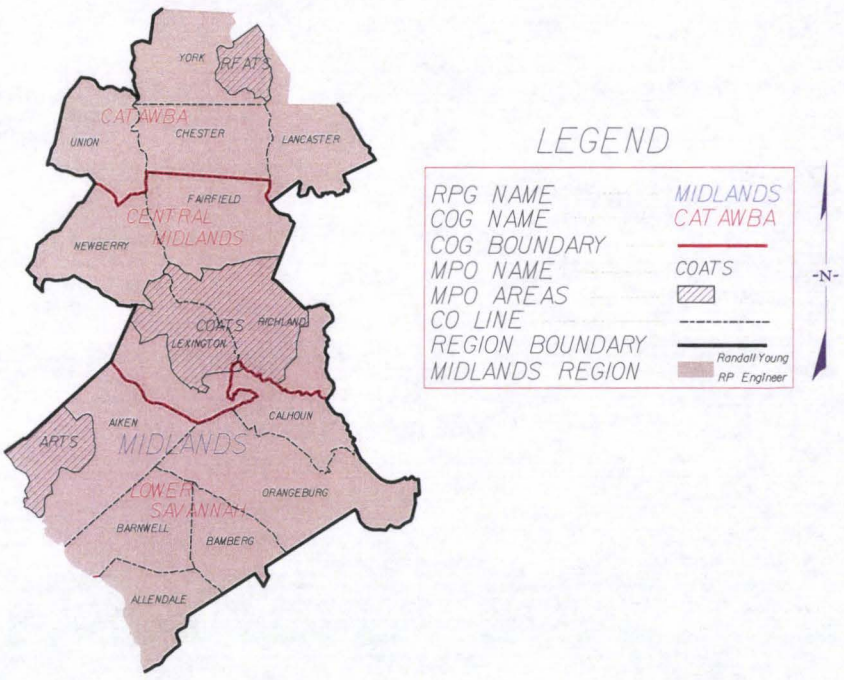 YORK
RFATS
CATAWBA
UNION
CHESTER
LANCASTER
FAIRFIELD
CENTRAL
MIDLANDS
NEWBERRY
COATS
RICHLAND
LEXINGTON
AIKEN
CALHOUN
ARTS
MIDLANDS
LOWER
SAVANNAH
ORANGEBURG
BARNWELL
BAMBERG
ALLENDALE
LEGEND
RPG NAME MIDLANDS
COG NAME CATAWBA
COG BOUNDARY
MPO NAME COATS
MPO AREAS
CO LINE
REGION BOUNDARY
MIDLANDS REGION
Randall Young
RP Engineer
-N-